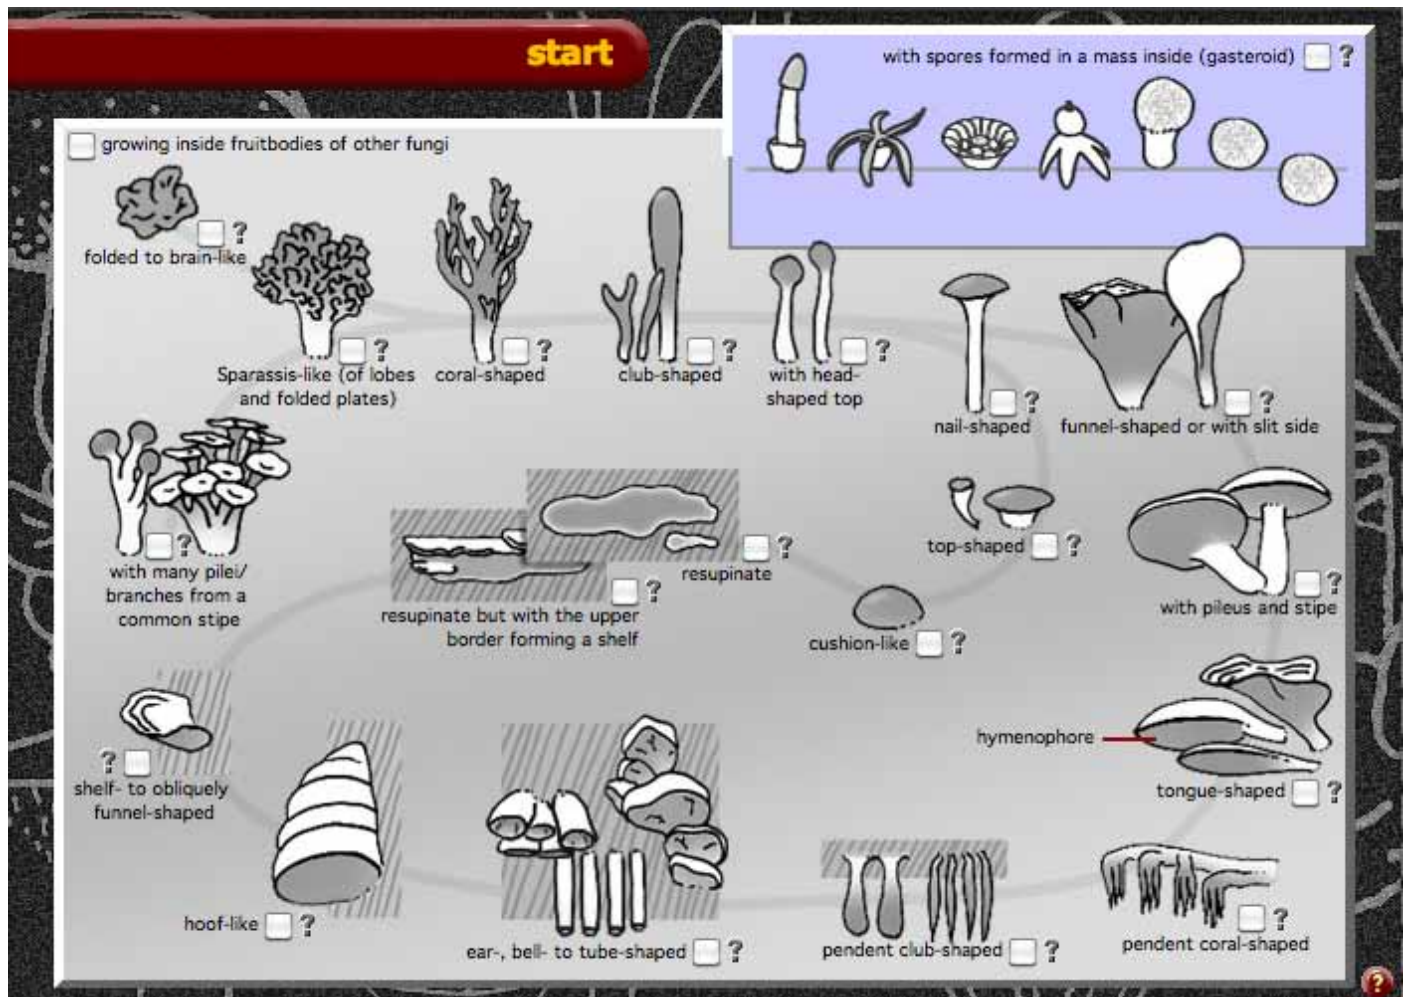 start
with spores formed in a mass inside (gasteroid) ?
growing inside fruitbodies of other fungi
?
folded to brain-like
?
Sparassis-like (of lobes
and folded plates)
?
coral-shaped
?
club-shaped
?
with head-
shaped top
?
nail-shaped
?
funnel-shaped or with slit side
?
with many pilei/
branches from a
common stipe
?
resupinate but with the upper
border forming a shelf
?
resupinate
top-shaped ?
cushion-like ?
?
with pileus and stipe
?
shelf- to obliquely
funnel-shaped
hymenophore
tongue-shaped ?
hoof-like ?
ear-, bell- to tube-shaped ?
pendent club-shaped ?
?
pendent coral-shaped
?